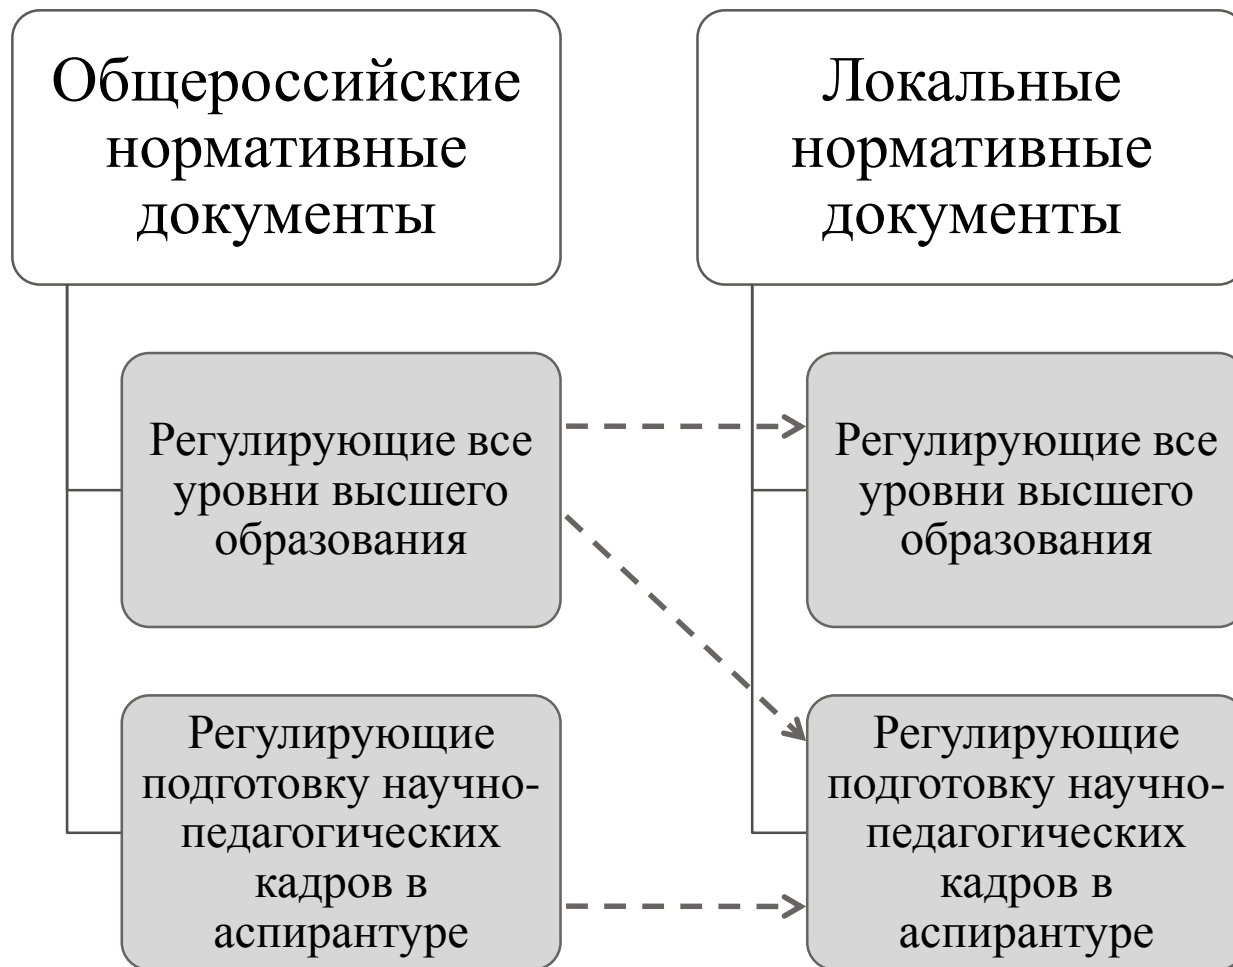 Общероссийские
нормативные
документы
Локальные
нормативные
документы
Регулирующие все
уровни высшего
образования
Регулирующие все
уровни высшего
образования
Регулирующие
подготовку научно-
педагогических
кадров в
аспирантуре
Регулирующие
подготовку научно-
педагогических
кадров в
аспирантуре